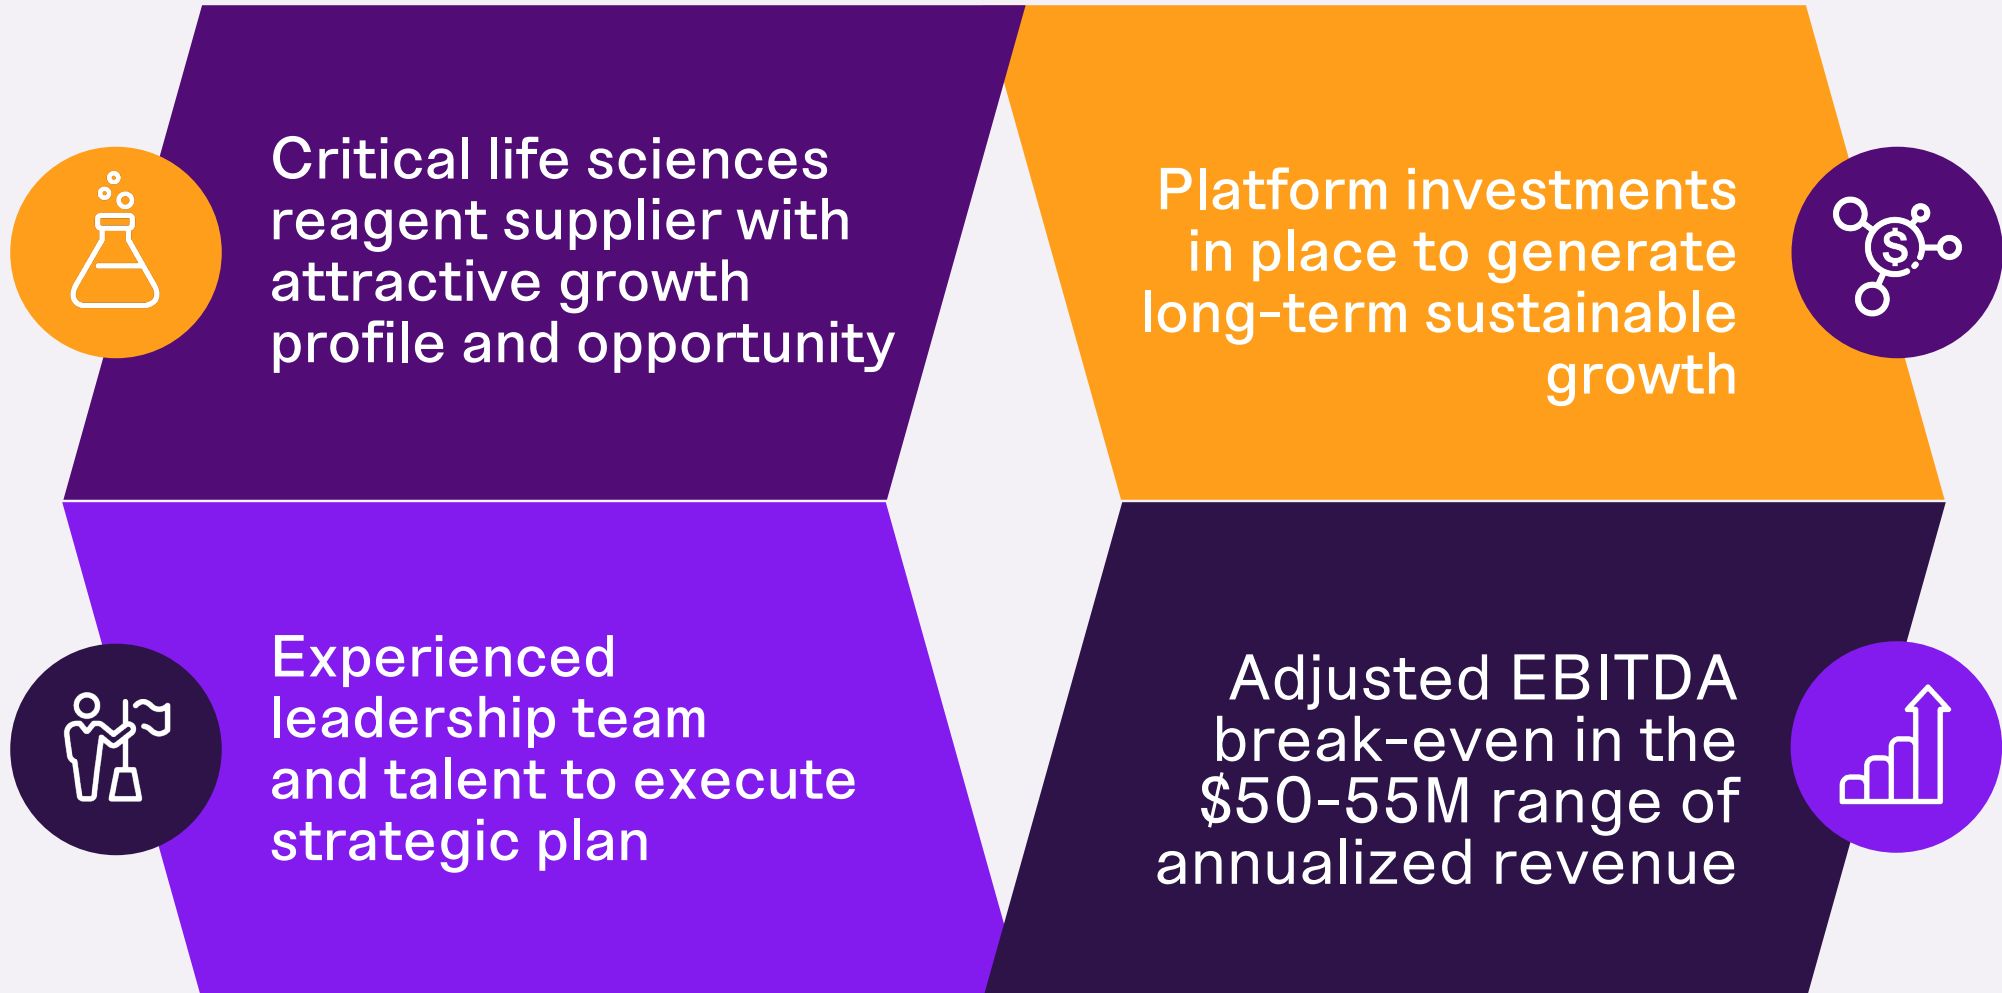 Critical life sciences
reagent supplier with
attractive growth
profile and opportunity
Platform investments
in place to generate
long-term sustainable
growth
$
Experienced
leadership team
and talent to execute
strategic plan
Adjusted EBITDA
break-even in the
$50-55M range of
annualized revenue